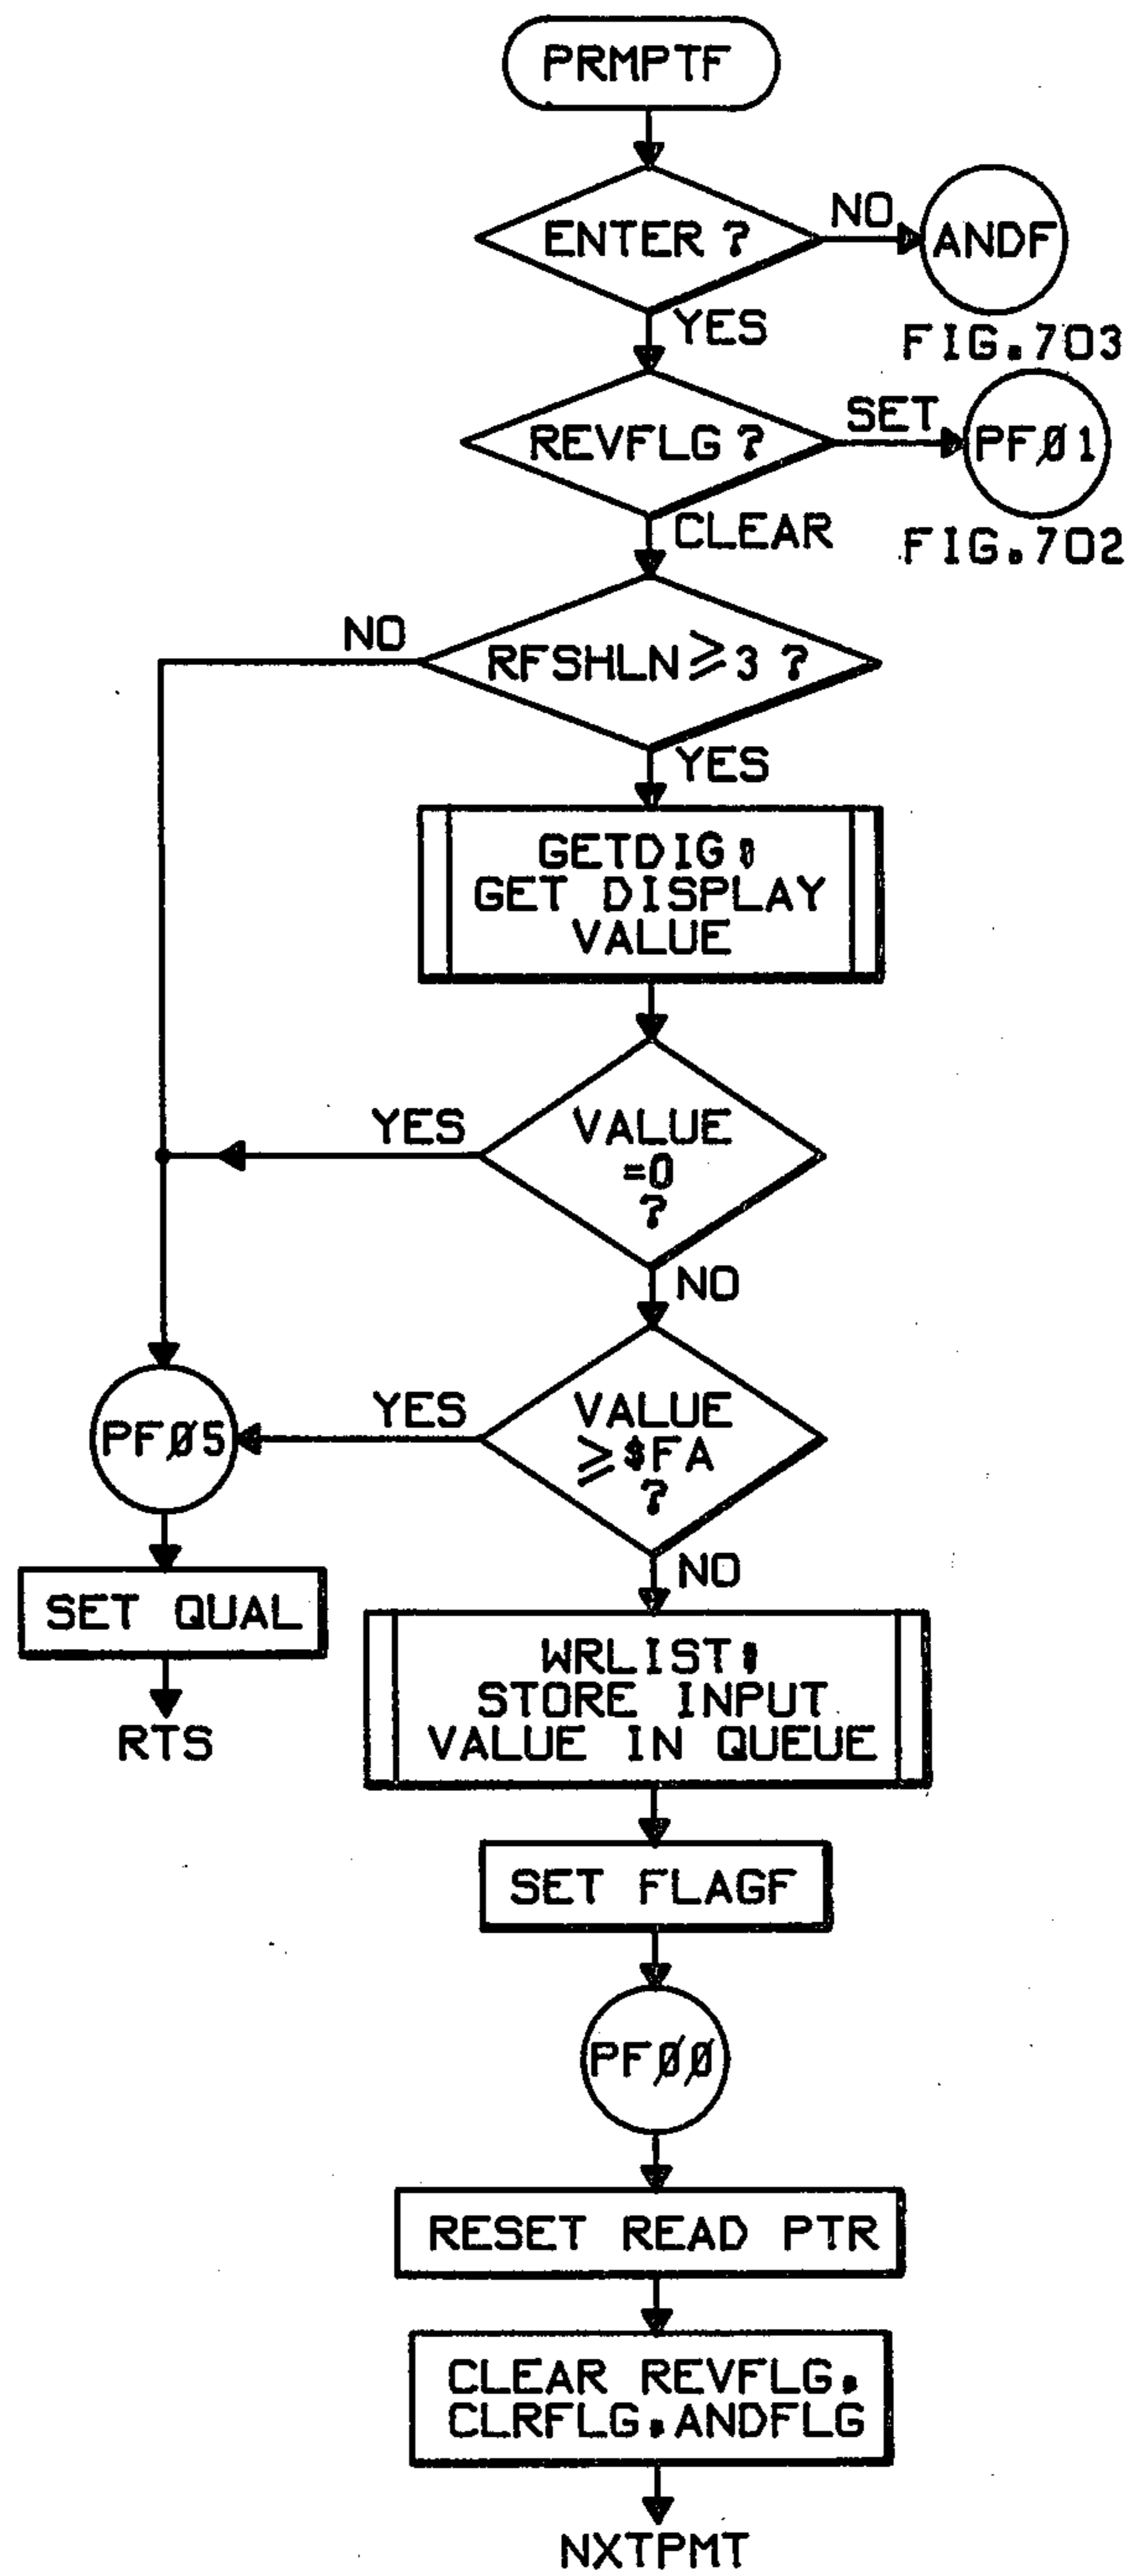 PRMPTF
ENTER ?
NO
ANDF
FIG.703
YES
REVFLG ?
SET
PFØ1
FIG.702
CLEAR
RFSHLN ≥ 3 ?
NO
YES
GETDIG:
GET DISPLAY
VALUE
VALUE
=0
?
YES
NO
VALUE
≥$FA
?
YES
PFØ5
NO
SET QUAL
RTS
WRLIST:
STORE INPUT
VALUE IN QUEUE
SET FLAGF
PFØØ
RESET READ PTR
CLEAR REVFLG,
CLRFLG,ANDFLG
NXTPMT